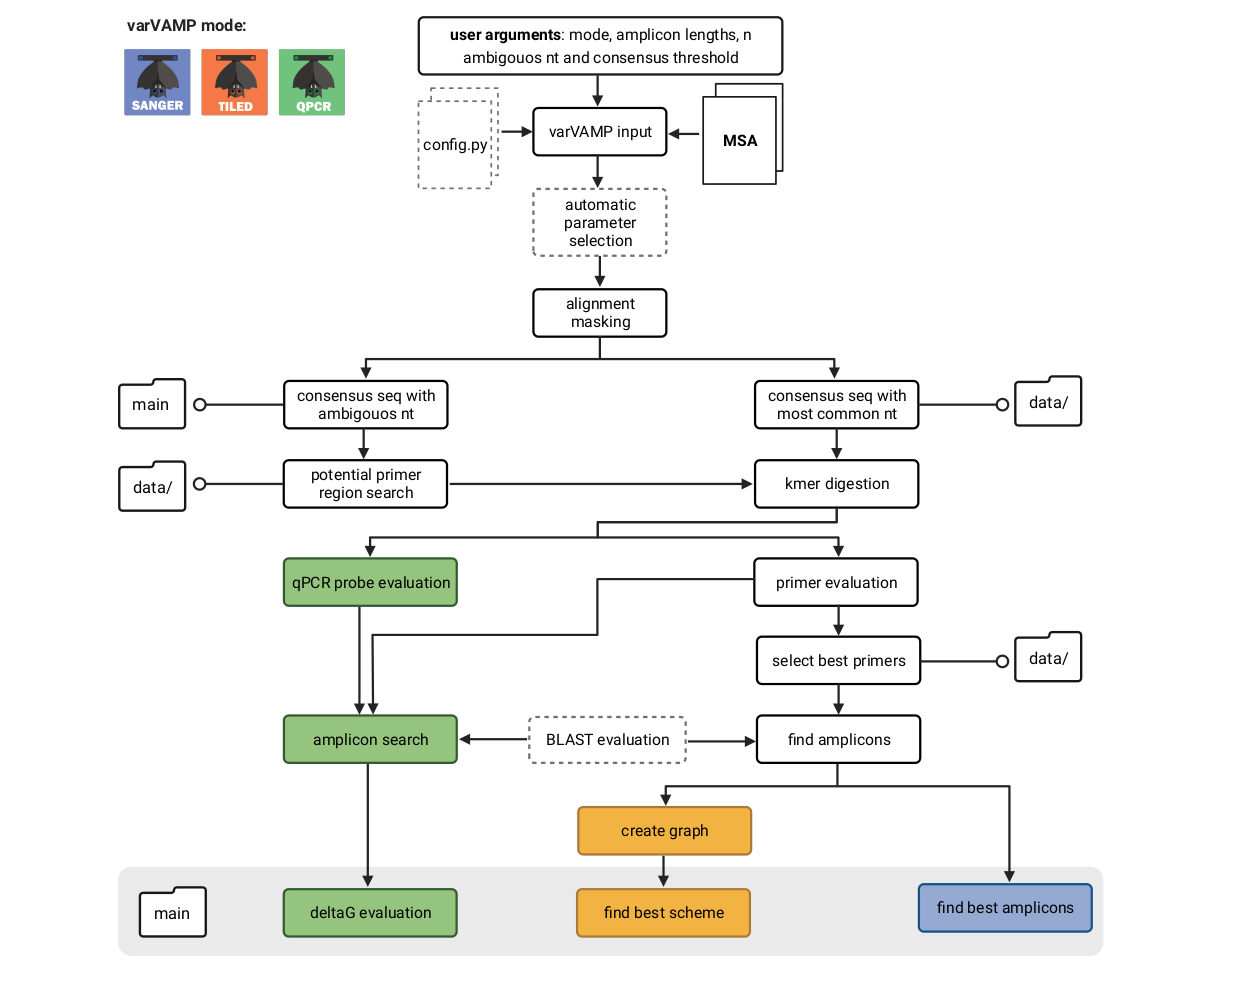 varVAMP mode:
SANGER
TILED
QPCR
user arguments: mode, amplicon lengths, n
ambigouos nt and consensus threshold
config.py
varVAMP input
MSA
automatic
parameter
selection
alignment
masking
main
consensus seq with
ambigouos nt
consensus seq with
most common nt
data/
data/
potential primer
region search
kmer digestion
qPCR probe evaluation
primer evaluation
select best primers
data/
amplicon search
BLAST evaluation
find amplicons
create graph
main
deltaG evaluation
find best scheme
find best amplicons